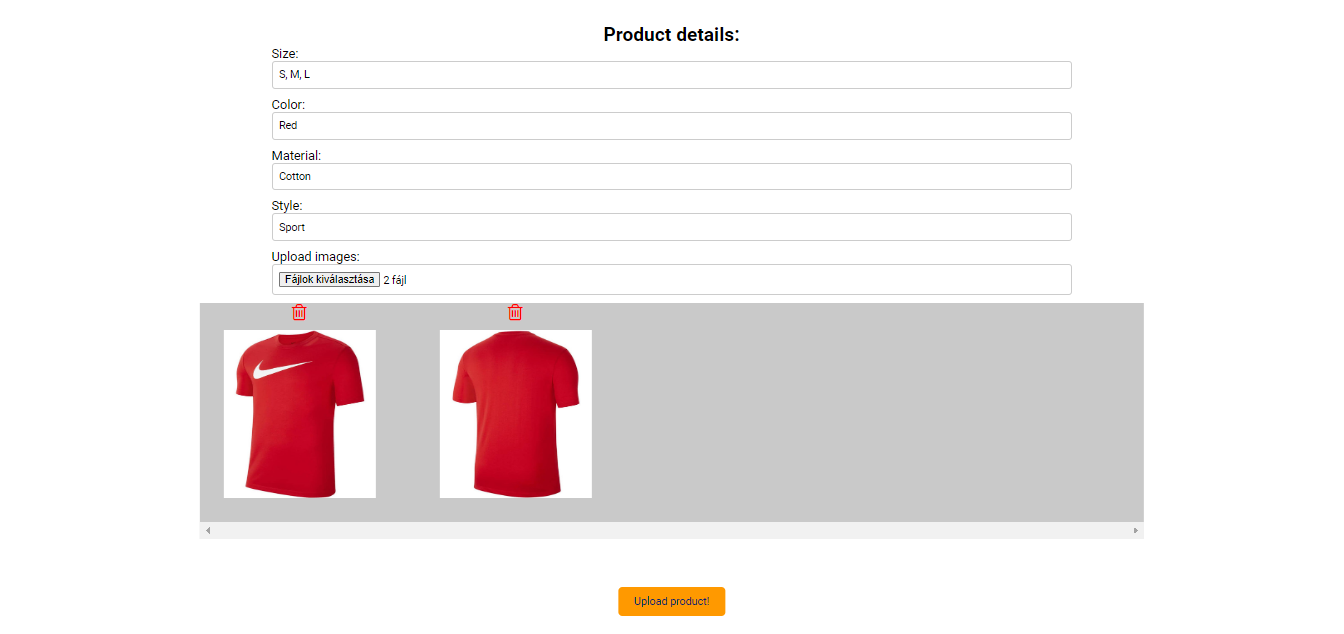 Product details:
Size:
S, M, L
Color:
Red
Material:
Cotton
Style:
Sport
Upload images:
Fájlok kiválasztása 2 fájl
Upload product!